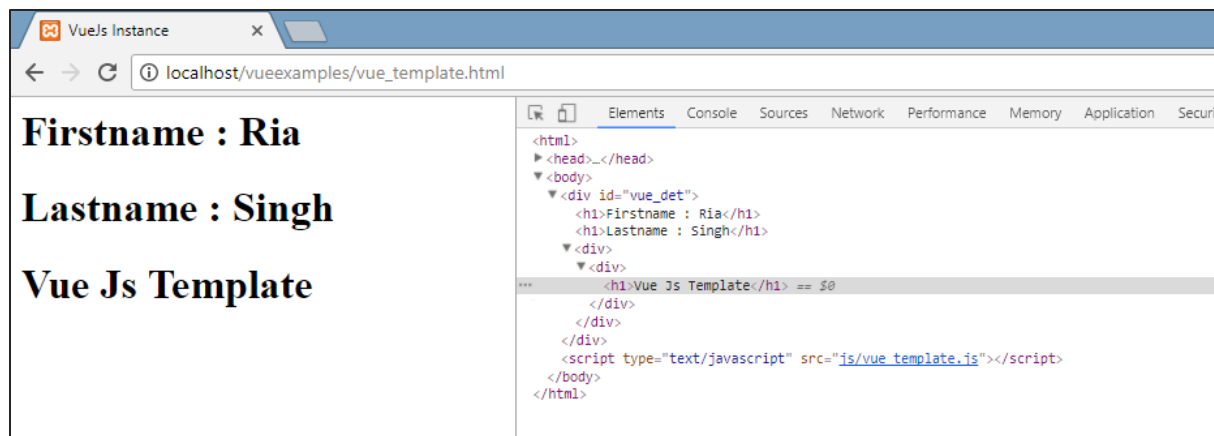 VueJs Instance
localhost/vueexamples/vue_template.html
Firstname : Ria
Lastname : Singh
Vue Js Template
Elements Console Sources Network Performance Memory Application Securi
<html>
<head>…</head>
<body>
<div id="vue_det">
<h1>Firstname : Ria</h1>
<h1>Lastname : Singh</h1>
<div>
<div>
<h1>Vue Js Template</h1> == $0
</div>
</div>
</div>
<script type="text/javascript" src="js/vue_template.js"></script>
</body>
</html>